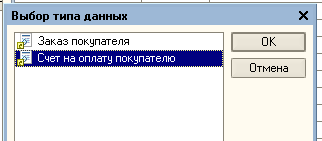 Выбор типа данных
Заказ покупателя
Счет на оплату покупателю
OK
Отмена